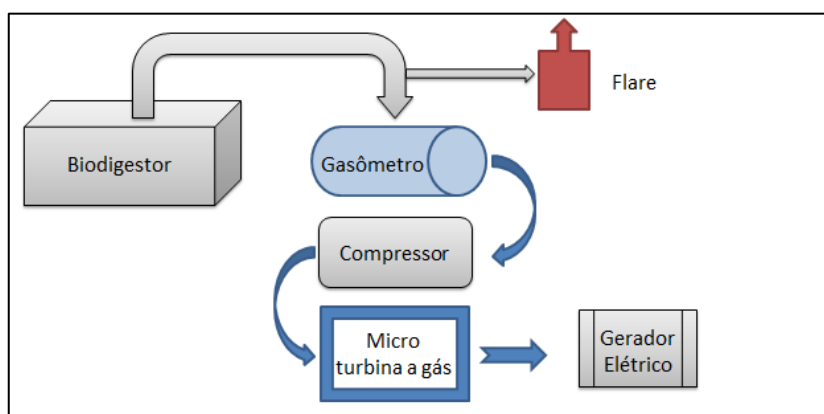 Flare
Biodigestor
Gasômetro
Compressor
Micro
turbina a gás
Gerador
Elétrico